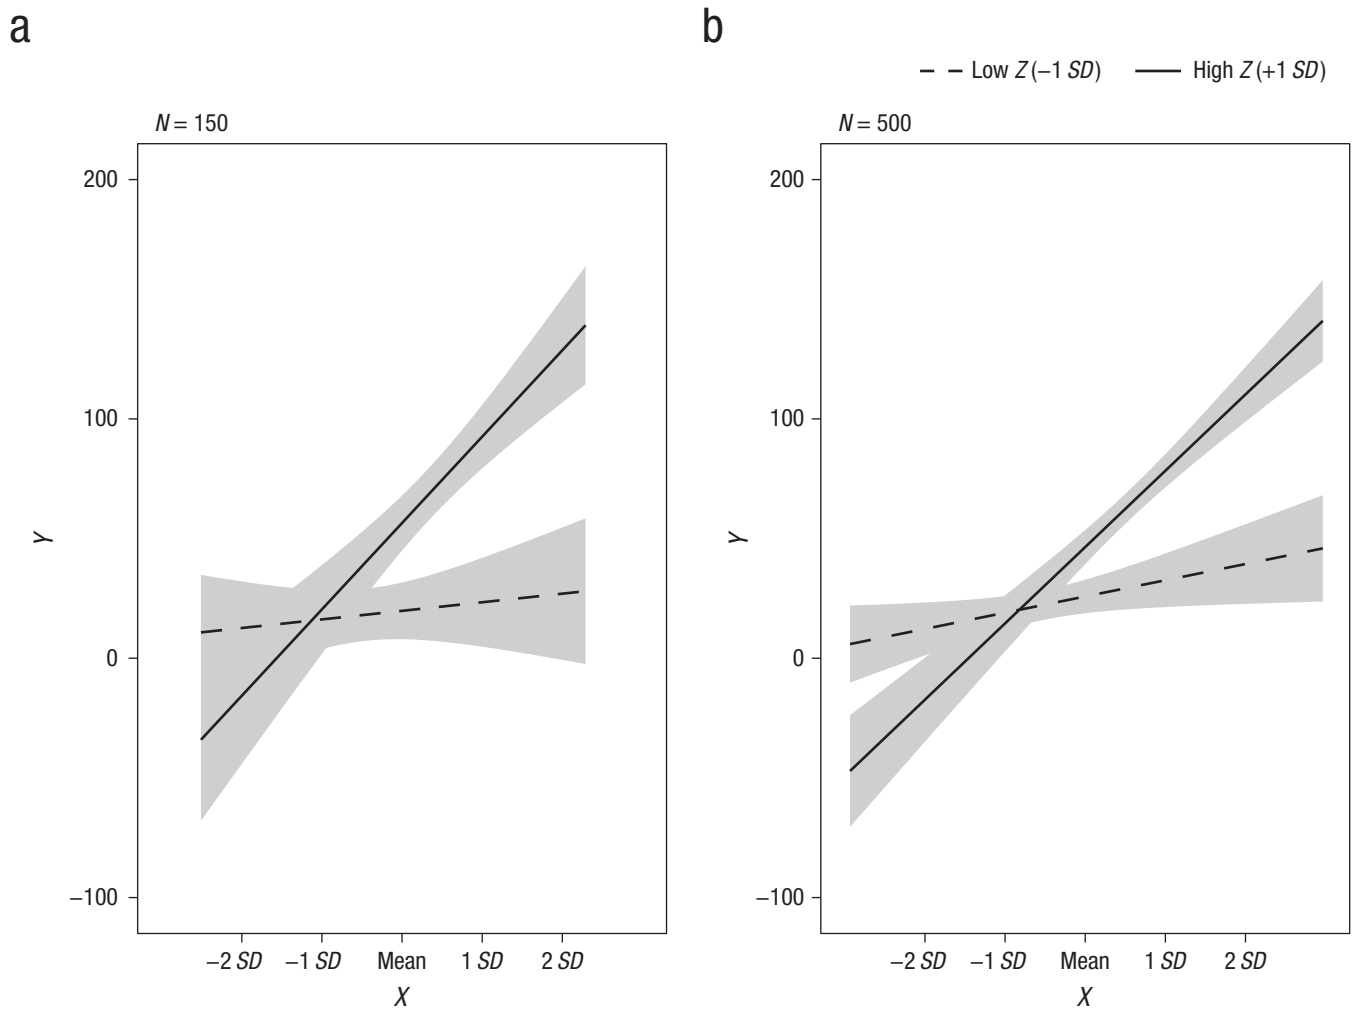 a
b
Low Z (−1 SD)
High Z (+1 SD)
N = 150
200
100
0
−100
Y
−2 SD
−1 SD
Mean
1 SD
2 SD
X
N = 500
200
100
0
−100
Y
−2 SD
−1 SD
Mean
1 SD
2 SD
X